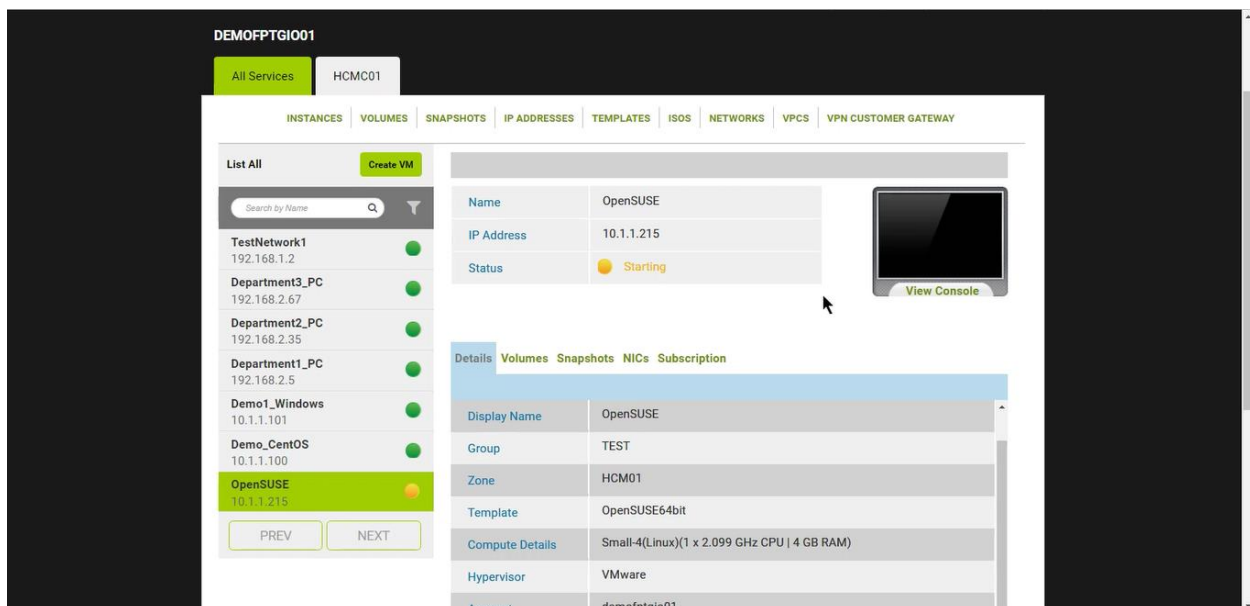 DEMOFPTGIO01
All Services HCMC01
INSTANCES VOLUMES SNAPSHOTS IP ADDRESSES TEMPLATES ISOS NETWORKS VPCS VPN CUSTOMER GATEWAY
List All Create VM
Search by Name
TestNetwork1
192.168.1.2
Department3_PC
192.168.2.67
Department2_PC
192.168.2.35
Department1_PC
192.168.2.5
Demo1_Windows
10.1.1.101
Demo_CentOS
10.1.1.100
OpenSUSE
10.1.1.215
PREV NEXT
Name OpenSUSE
IP Address 10.1.1.215
Status Starting
View Console
Details Volumes Snapshots NICs Subscription
Display Name OpenSUSE
Group TEST
Zone HCM01
Template OpenSUSE64bit
Compute Details Small-4(Linux)(1 x 2.099 GHz CPU | 4 GB RAM)
Hypervisor VMware
demofptgio01